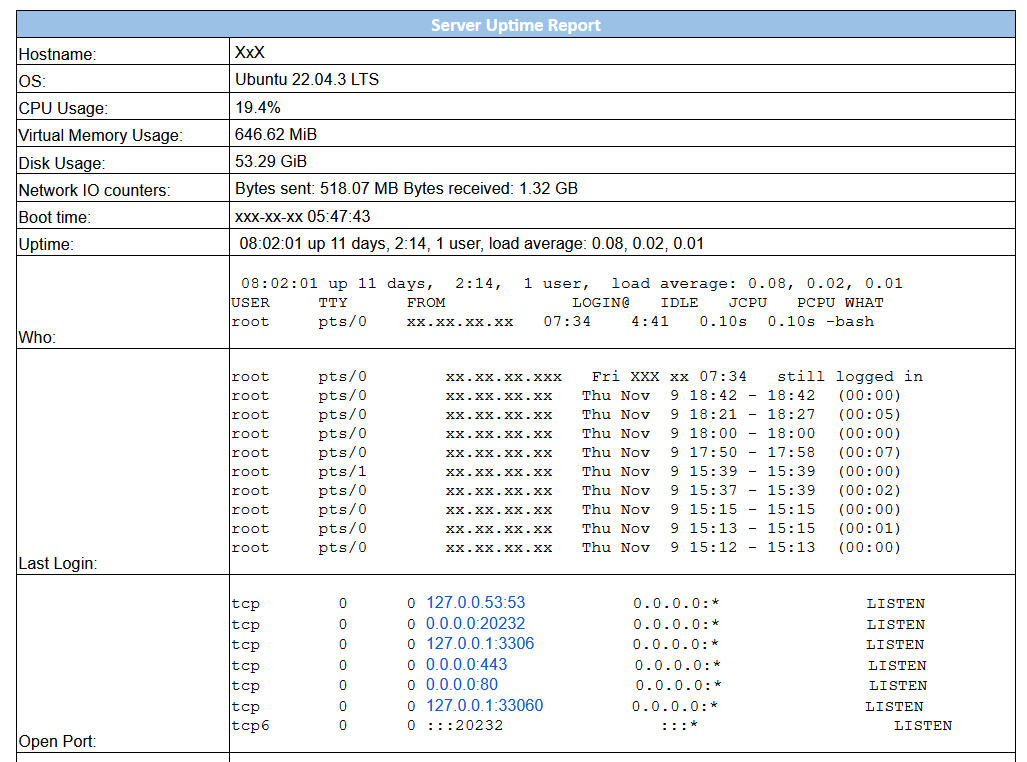 Server Uptime Report
Hostname: XxX
OS: Ubuntu 22.04.3 LTS
CPU Usage: 19.4%
Virtual Memory Usage: 646.62 MiB
Disk Usage: 53.29 GiB
Network IO counters: Bytes sent: 518.07 MB Bytes received: 1.32 GB
Boot time: xxx-xx-xx 05:47:43
Uptime: 08:02:01 up 11 days, 2:14, 1 user, load average: 0.08, 0.02, 0.01
08:02:01 up 11 days, 2:14, 1 user, load average: 0.08, 0.02, 0.01
USER TTY FROM LOGIN@ IDLE JCPU PCPU WHAT
root pts/0 xx.xx.xx.xx 07:34 4:41 0.10s 0.10s -bash
Who:
root pts/0 xx.xx.xx.xxx Fri XXX xx 07:34 still logged in
root pts/0 xx.xx.xx.xx Thu Nov 9 18:42 - 18:42 (00:00)
root pts/0 xx.xx.xx.xx Thu Nov 9 18:21 - 18:27 (00:05)
root pts/0 xx.xx.xx.xx Thu Nov 9 18:00 - 18:00 (00:00)
root pts/0 xx.xx.xx.xx Thu Nov 9 17:50 - 17:58 (00:07)
root pts/1 xx.xx.xx.xx Thu Nov 9 15:39 - 15:39 (00:00)
root pts/0 xx.xx.xx.xx Thu Nov 9 15:37 - 15:39 (00:02)
root pts/0 xx.xx.xx.xx Thu Nov 9 15:15 - 15:15 (00:00)
root pts/0 xx.xx.xx.xx Thu Nov 9 15:13 - 15:15 (00:01)
root pts/0 xx.xx.xx.xx Thu Nov 9 15:12 - 15:13 (00:00)
Last Login:
tcp 0 0 127.0.0.53:53 0.0.0.0:* LISTEN
tcp 0 0 0.0.0.0:20232 0.0.0.0:* LISTEN
tcp 0 0 127.0.0.1:3306 0.0.0.0:* LISTEN
tcp 0 0 0.0.0.0:443 0.0.0.0:* LISTEN
tcp 0 0 0.0.0.0:80 0.0.0.0:* LISTEN
tcp 0 0 127.0.0.1:33060 0.0.0.0:* LISTEN
tcp6 0 0 :::20232 :::* LISTEN
Open Port: